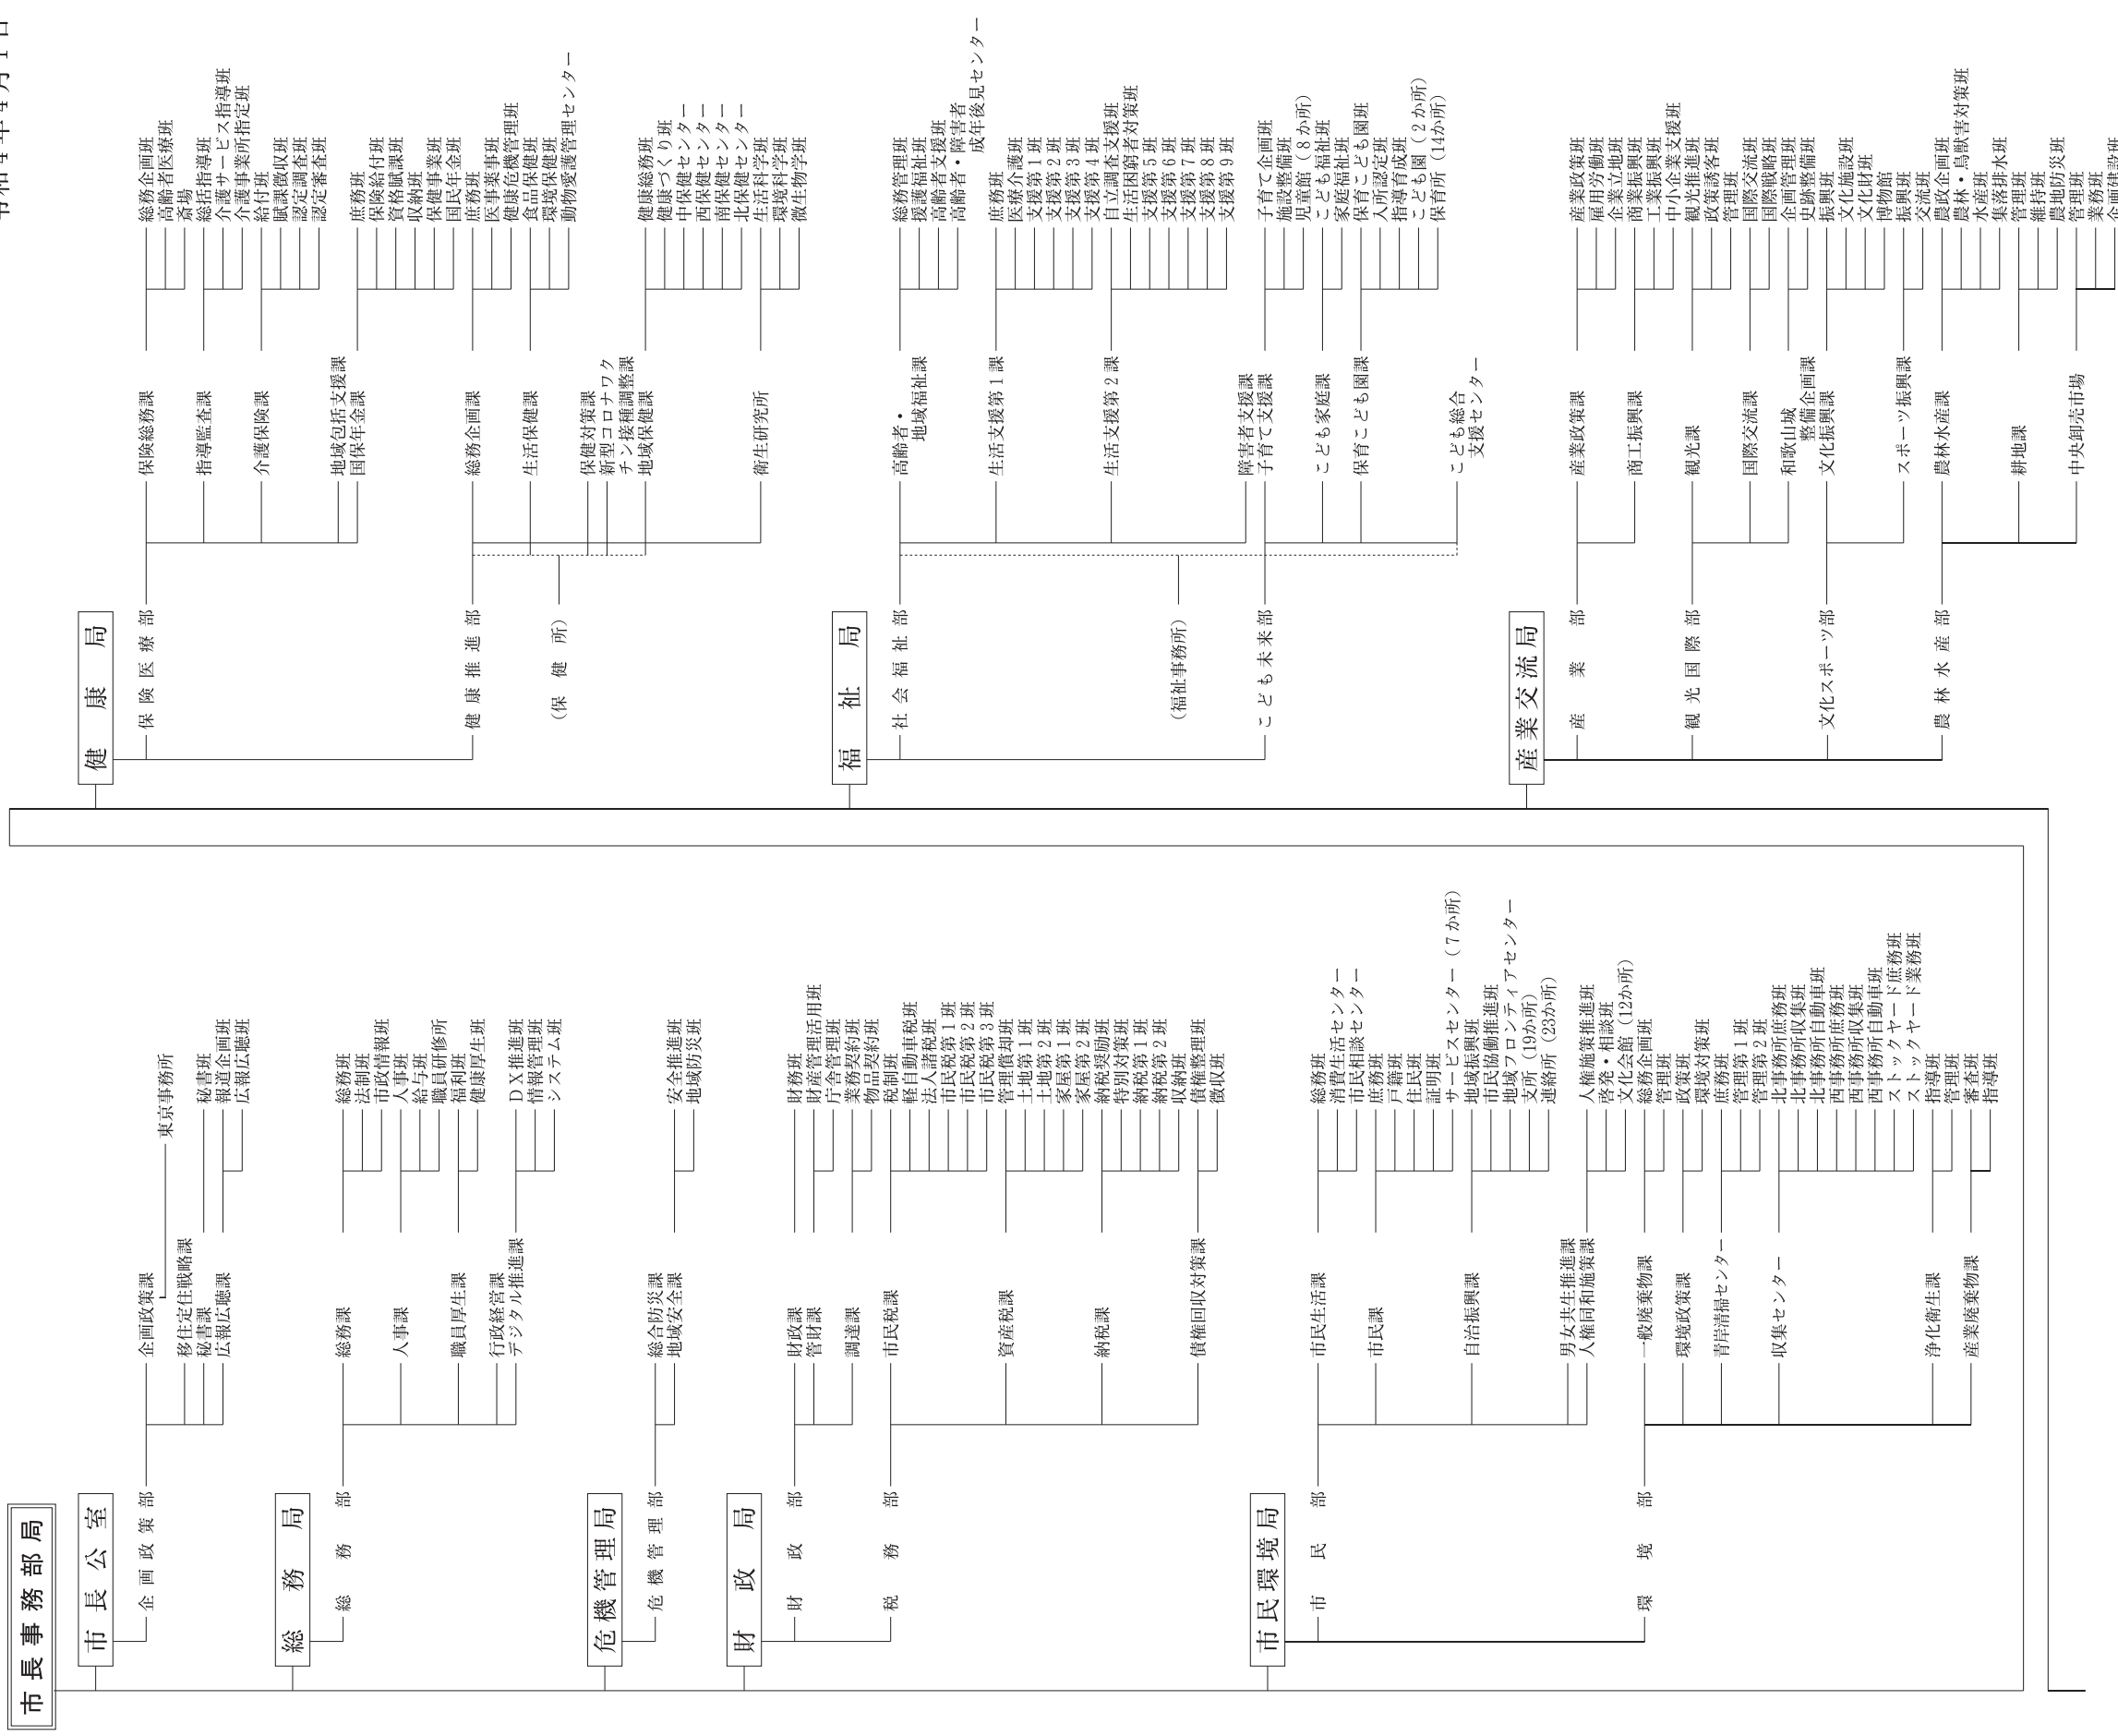 令和4年4月1日
市長事務部局
市長公室
企画政策部
企画政策課
東京事務所
移住定住戦略課
秘書課
秘書班
広報広聴課
報道企画班
広報広聴班
総務局
総務部
総務課
総務班
法制班
市政情報班
人事課
人事班
給与班
職員研修所
職員厚生課
福利班
健康厚生班
行政経営課
デジタル推進課
DX推進班
情報管理班
システム班
危機管理局
危機管理部
総合防災課
地域安全課
安全推進班
地域防災班
財政局
財政部
財政課
財務班
管財課
財産管理活用班
庁舎管理班
調達課
業務契約班
物品契約班
税務部
市民税課
税制班
軽自動車税班
法人諸税班
市民税第1班
市民税第2班
市民税第3班
資産税課
管理償却班
土地第1班
土地第2班
家屋第1班
家屋第2班
納税課
納税奨励班
特別対策班
納税第1班
納税第2班
収納班
債権回収対策課
債権整理班
徴収班
市民環境局
市民部
市民生活課
総務班
消費生活センター
市民相談センター
市民課
庶務班
戸籍班
住民班
証明班
サービスセンター(7か所)
自治振興課
地域振興班
市民協働推進班
地域フロンティアセンター
支所(19か所)
連絡所(23か所)
男女共生推進課
人権同和施策課
人権施策推進班
啓発・相談班
文化会館(12か所)
環境部
一般廃棄物課
総務企画班
管理班
環境政策課
政策班
環境対策班
青岸清掃センター
庶務班
管理第1班
管理第2班
収集センター
北事務所庶務班
北事務所収集班
北事務所自動車班
西事務所庶務班
西事務所収集班
西事務所自動車班
ストックヤード庶務班
ストックヤード業務班
浄化衛生課
指導班
管理班
産業廃棄物課
審査班
指導班
健康局
保険医療部
保険総務課
総務企画班
高齢者医療班
斎場
指導監査課
総括指導班
介護サービス指導班
介護事業所指定班
介護保険課
給付班
賦課徴収班
認定調査班
認定審査班
地域包括支援課
国保年金課
庶務班
保険給付班
資格賦課班
収納班
保健事業班
国民年金班
健康推進部
(保健所)
総務企画課
庶務班
医事薬事班
健康危機管理班
生活保健課
食品保健班
環境保健班
動物愛護管理センター
保健対策課
新型コロナワク
チン接種調整課
地域保健課
健康総務班
健康づくり班
中保健センター
西保健センター
南保健センター
北保健センター
衛生研究所
生活科学班
環境科学班
微生物学班
福祉局
社会福祉部
(福祉事務所)
高齢者・
地域福祉課
総務管理班
援護福祉班
高齢者支援班
高齢者・障害者
成年後見センター
生活支援第1課
庶務班
医療介護班
支援第1班
支援第2班
支援第3班
支援第4班
生活支援第2課
自立調査支援班
生活困窮者対策班
支援第5班
支援第6班
支援第7班
支援第8班
支援第9班
障害者支援課
こども未来部
子育て支援課
子育て企画班
施設整備班
児童館(8か所)
こども家庭課
こども福祉班
家庭福祉班
保育こども園課
保育こども園班
入所認定班
指導育成班
こども園(2か所)
保育所(14か所)
こども総合
支援センター
産業交流局
産業部
産業政策課
産業政策班
雇用労働班
企業立地班
商工振興課
商業振興班
工業振興班
中小企業支援班
観光国際部
観光課
観光推進班
政策誘客班
管理班
国際交流課
国際交流班
国際戦略班
和歌山城
整備企画課
企画管理班
史跡整備班
文化スポーツ部
文化振興課
振興班
文化施設班
文化財班
博物館
スポーツ振興課
振興班
交流班
農林水産部
農林水産課
農政企画班
農林・鳥獣害対策班
水産班
集落排水班
耕地課
管理班
維持班
農地防災班
中央卸売市場
管理班
業務班
企画建設班